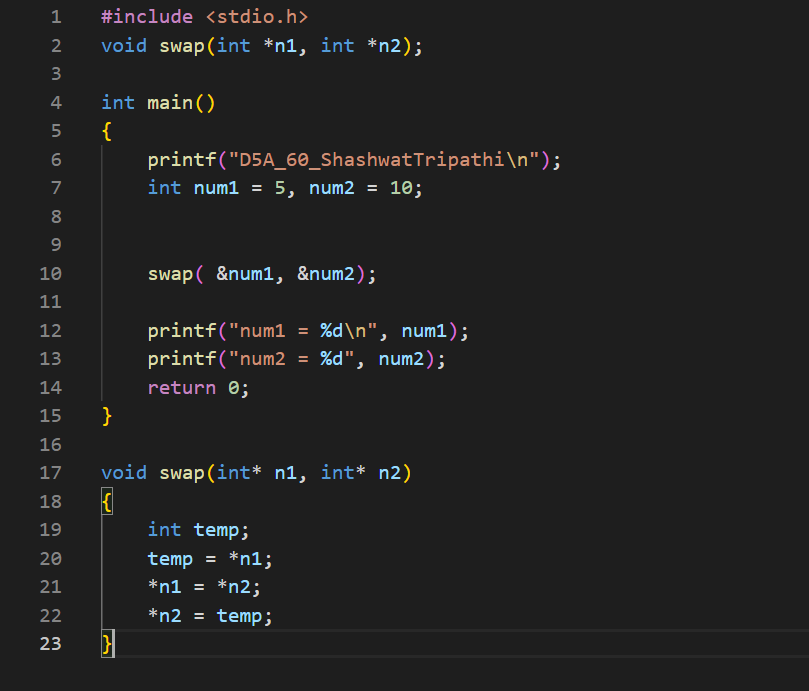 1 #include <stdio.h>
2 void swap(int *n1, int *n2);
3
4 int main()
5 {
6     printf("D5A_60_ShashwatTripathi\n");
7     int num1 = 5, num2 = 10;
8
9
10     swap( &num1, &num2);
11
12     printf("num1 = %d\n", num1);
13     printf("num2 = %d", num2);
14     return 0;
15 }
16
17 void swap(int* n1, int* n2)
18 {
19     int temp;
20     temp = *n1;
21     *n1 = *n2;
22     *n2 = temp;
23 }